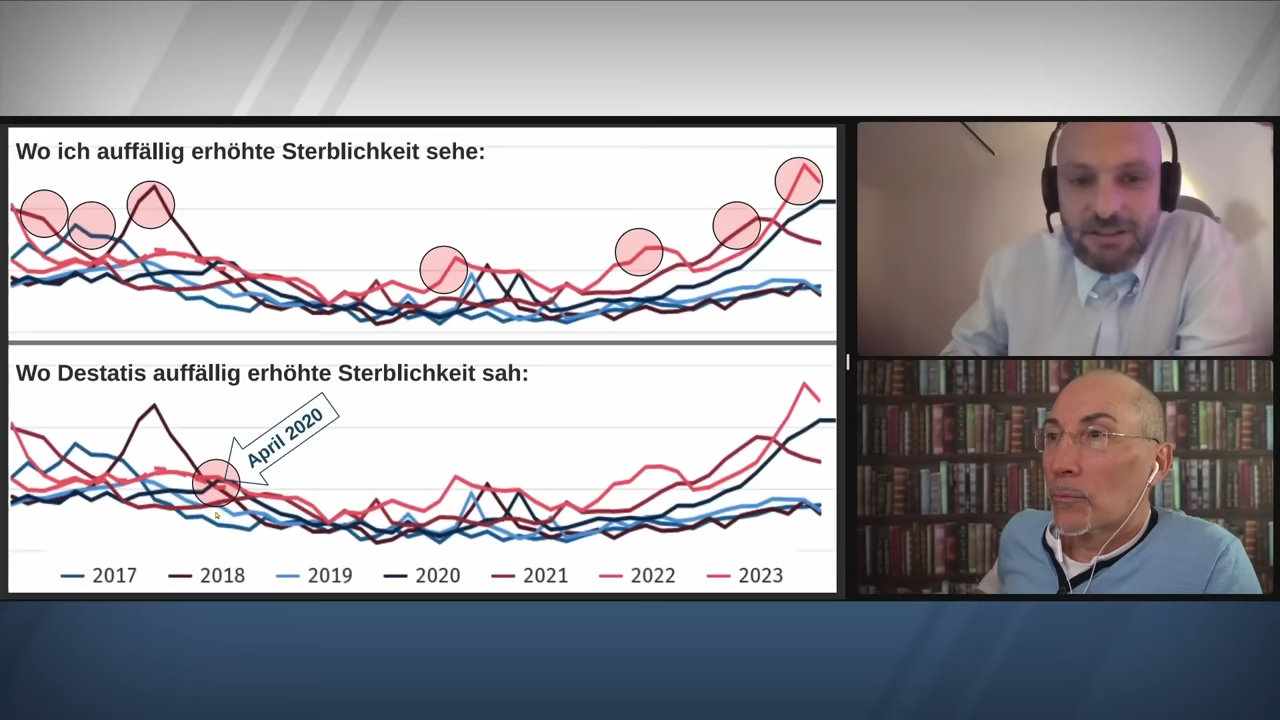 Wo ich auffällig erhöhte Sterblichkeit sehe:
Wo Destatis auffällig erhöhte Sterblichkeit sah:
April 2020
2017 2018 2019 2020 2021 2022 2023